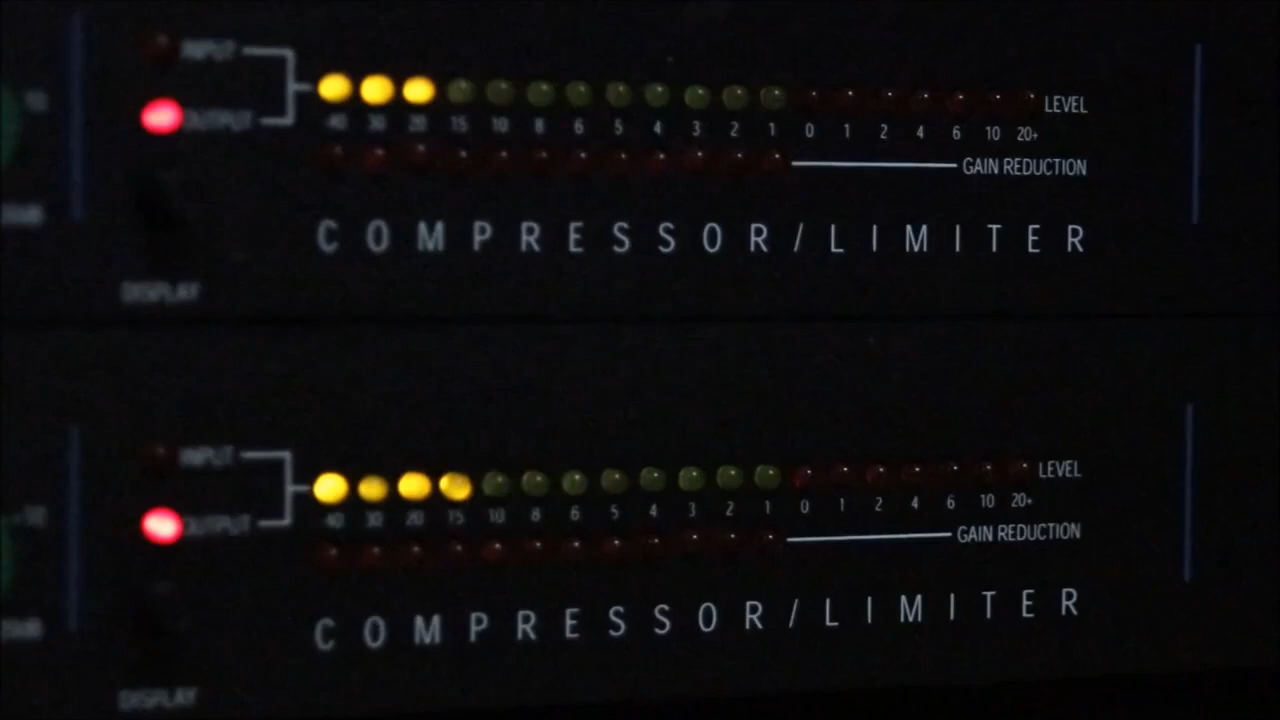 INPUT
OUTPUT
LEVEL
40 30 20 15 10 8 6 5 4 3 2 1 0 1 2 4 6 10 20+
GAIN REDUCTION
COMPRESSOR/LIMITER
DISPLAY
INPUT
OUTPUT
LEVEL
40 30 20 15 10 8 6 5 4 3 2 1 0 1 2 4 6 10 20+
GAIN REDUCTION
COMPRESSOR/LIMITER
DISPLAY